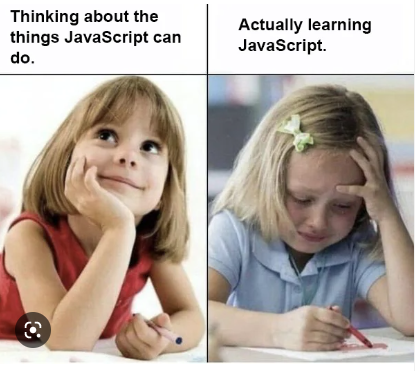 Thinking about the
things JavaScript can
do.
Actually learning
JavaScript.